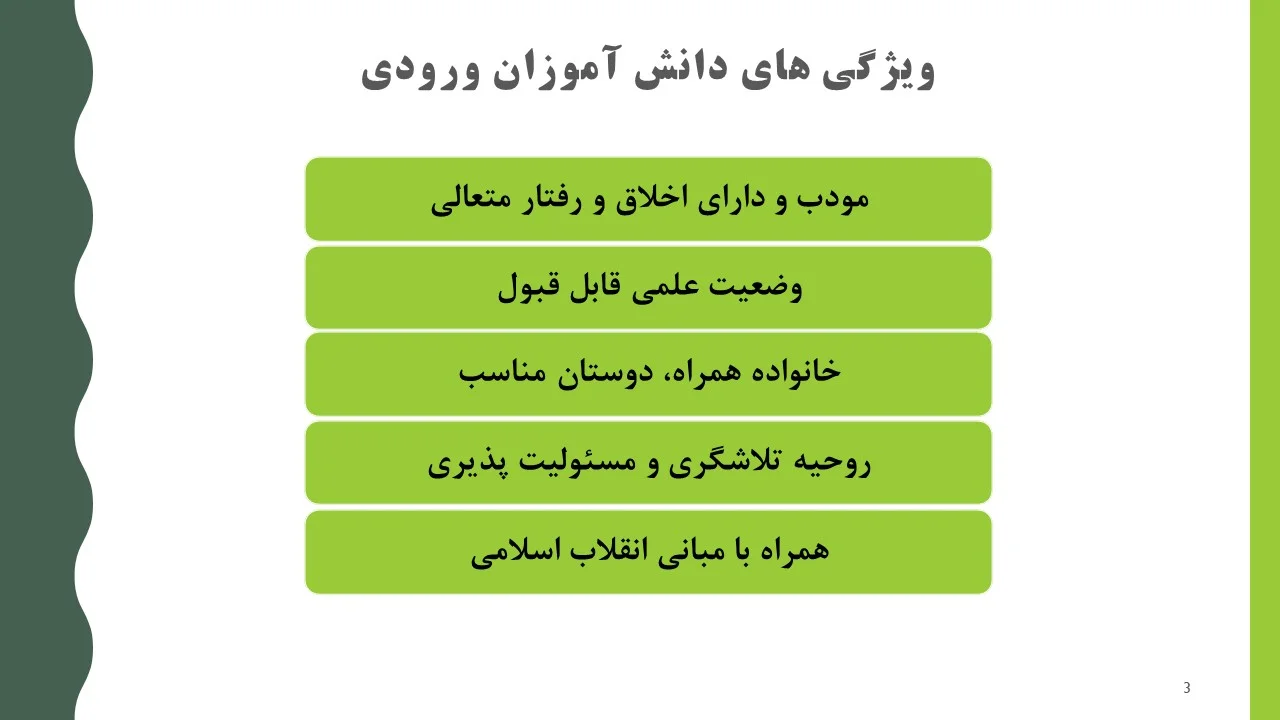 ویژگی های دانش آموزان ورودی
مودب و دارای اخلاق و رفتار متعالی
وضعیت علمی قابل قبول
خانواده همراه، دوستان مناسب
روحیه تلاشگری و مسئولیت پذیری
همراه با مبانی انقلاب اسلامی
3